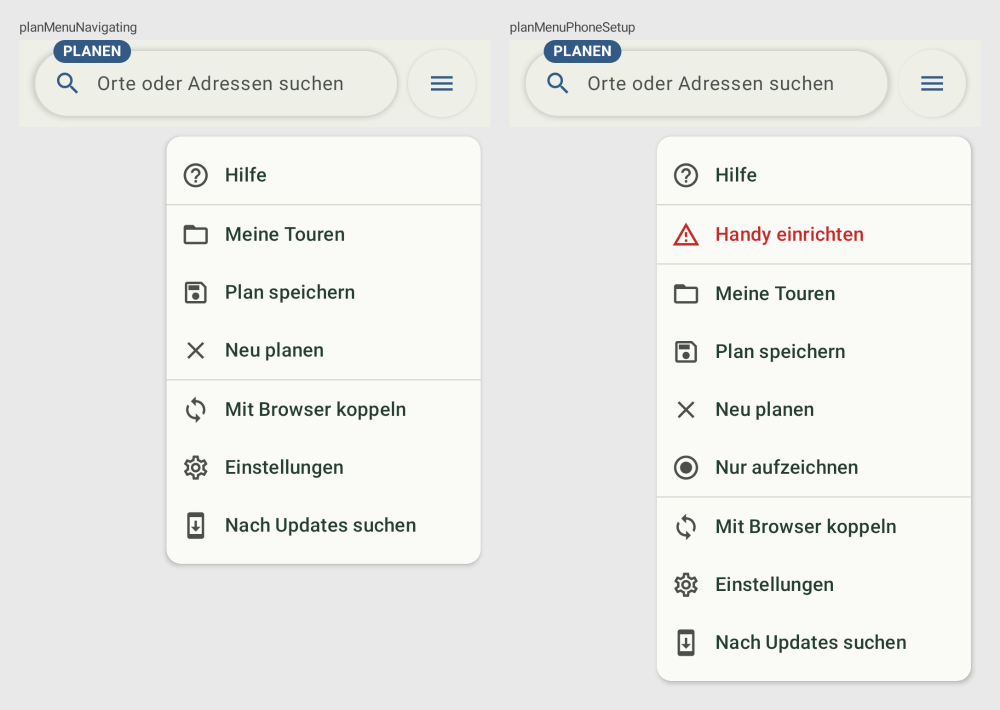 planMenuNavigating
PLANEN
Orte oder Adressen suchen
Hilfe
Meine Touren
Plan speichern
Neu planen
Mit Browser koppeln
Einstellungen
Nach Updates suchen
planMenuPhoneSetup
PLANEN
Orte oder Adressen suchen
Hilfe
Handy einrichten
Meine Touren
Plan speichern
Neu planen
Nur aufzeichnen
Mit Browser koppeln
Einstellungen
Nach Updates suchen